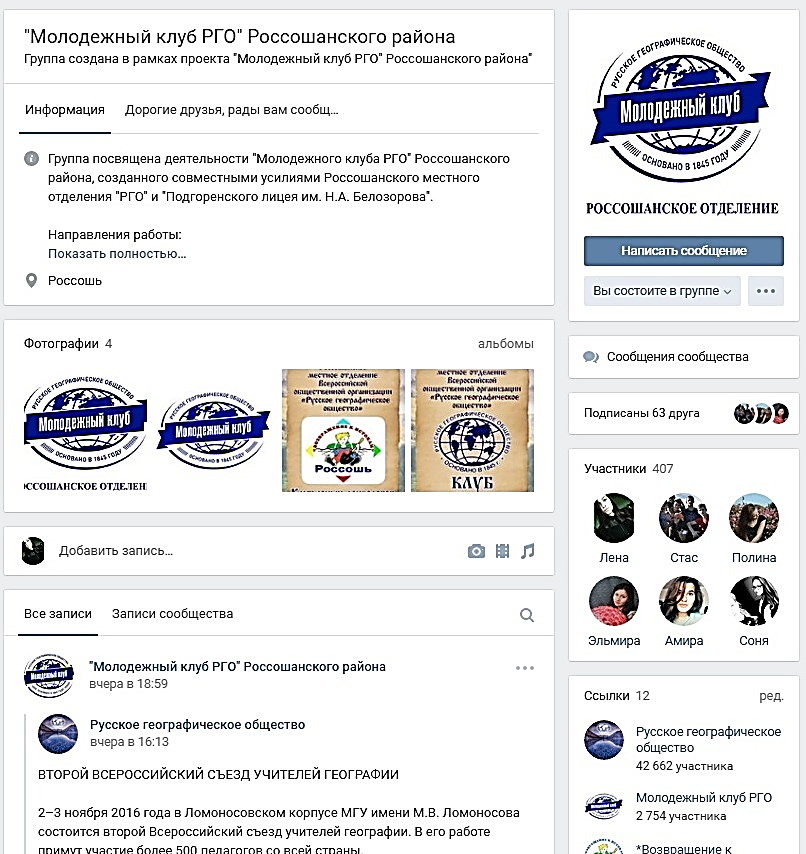 "Молодежный клуб РГО" Россошанского района
Группа создана в рамках проекта "Молодежный клуб РГО" Россошанского района"
Информация
Дорогие друзья, рады вам сообщ...
Группа посвящена деятельности "Молодежного клуба РГО" Россошанского
района, созданного совместными усилиями Россошанского местного
отделения "РГО" и "Подгоренского лицея им. Н.А. Белозорова".
Направления работы:
Показать полностью...
Россошь
Фотографии 4
альбомы
РУССКОЕ ГЕОГРАФИЧЕСКОЕ ОБЩЕСТВО
Молодежный клуб
ОСНОВАНО В 1845 ГОДУ
ОССОШАНСКОЕ ОТДЕЛЕН
РУССКОЕ ГЕОГРАФИЧЕСКОЕ ОБЩЕСТВО
Молодежный клуб
ОСНОВАНО В 1845 ГОДУ
местное отделение
Всероссийской
общественной организации
«Русское географическое
общество»
Россошь
местное отделение
Всероссийской
общественной организации
«Русское географическое
общество»
РУССКОЕ ГЕОГРАФИЧЕСКОЕ ОБЩЕСТВО
ОСНОВАНО В 1845 г.
КЛУБ
Добавить запись...
Все записи
Записи сообщества
Молодежный клуб
"Молодежный клуб РГО" Россошанского района
вчера в 18:59
Русское географическое общество
вчера в 16:13
ВТОРОЙ ВСЕРОССИЙСКИЙ СЪЕЗД УЧИТЕЛЕЙ ГЕОГРАФИИ
2–3 ноября 2016 года в Ломоносовском корпусе МГУ имени М.В. Ломоносова
состоится второй Всероссийский съезд учителей географии. В его работе
примут участие более 500 педагогов со всей страны.
РУССКОЕ ГЕОГРАФИЧЕСКОЕ ОБЩЕСТВО
Молодежный клуб
ОСНОВАНО В 1845 ГОДУ
РОССОШАНСКОЕ ОТДЕЛЕНИЕ
Написать сообщение
Вы состоите в группе
Сообщения сообщества
Подписаны 63 друга
Участники 407
Лена
Стас
Полина
Эльмира
Амира
Соня
Ссылки 12
ред.
Русское географическое
общество
42 662 участника
Молодежный клуб РГО
2 754 участника
*Возвращение к